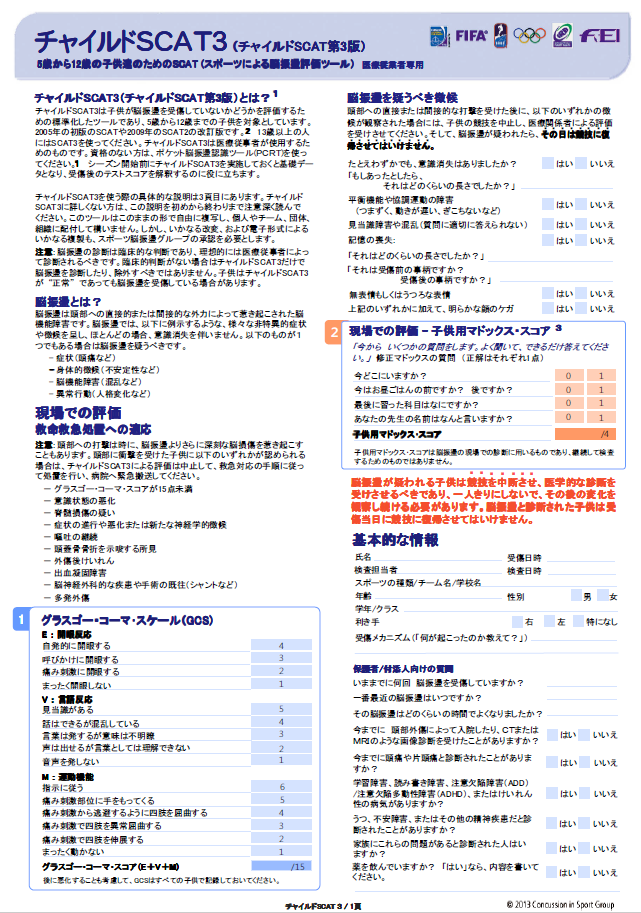 チャイルドSCAT3（チャイルドSCAT第3版）
5歳から12歳の子供達のためのSCAT（スポーツによる脳振盪評価ツール） 医療従業者専用
FIFA
FEI
チャイルドSCAT3（チャイルドSCAT第3版）とは？1
チャイルドSCAT3は子供が脳振盪を受傷していないかどうかを評価するための標準化したツールであり、5歳から12歳までの子供を対象としています。
2005年の初版のSCATや2009年のSCAT2の改訂版です。2 13歳以上の人にはSCAT3を使ってください。チャイルドSCAT3は医療従事者が使用するためのものです。資格のない方は、ポケット脳振盪認識ツール(PCRT)を使ってください。1 シーズン開始前にチャイルドSCAT3を実施しておくと基礎データとなり、受傷後のテストスコアを解釈するのに役に立ちます。
チャイルドSCAT3を使う際の具体的な説明は3頁目にあります。チャイルドSCAT3に詳しくない方は、この説明を初めから終わりまで注意深く読んでください。このツールはこのままの形で自由に複写し、個人やチーム、団体、組織に配付して構いません。しかし、いかなる改変、および電子形式によるいかなる複製も、スポーツ脳振盪グループの承認を必要とします。
注意：脳振盪の診断は臨床的な判断であり、理想的には医療従事者によって診断されるべきです。臨床的判断がない場合はチャイルドSCAT3だけで脳振盪を診断したり、除外すべきではありません。子供はチャイルドSCAT3が“正常”であっても脳振盪を受傷している場合があります。
脳振盪とは？
脳振盪は頭部への直接的または間接的な外力によって惹き起こされた脳機能障害です。脳振盪では、以下に例示するような、様々な非特異的症状や徴候を呈し、ほとんどの場合、意識消失を伴いません。以下のものが1つでもある場合は脳振盪を疑うべきです。
－症状（頭痛など）
－身体的徴候（不安定性など）
－脳機能障害（混乱など）
－異常行動（人格変化など）
現場での評価
救命救急処置への適応
注意：頭部への打撃は時に、脳振盪よりさらに深刻な脳損傷を惹き起こすこともあります。頭部に衝撃を受けた子供に以下のいずれかが認められる場合は、チャイルドSCAT3による評価は中止して、救急対応の手順に従って処置を行い、病院へ緊急搬送してください。
－ グラスゴー・コーマ・スコアが15点未満
－ 意識状態の悪化
－ 脊髄損傷の疑い
－ 症状の進行や悪化または新たな神経学的徴候
－ 嘔吐の継続
－ 頭蓋骨骨折を示唆する所見
－ 外傷後けいれん
－ 出血凝固障害
－ 脳神経外科的な疾患や手術の既往（シャントなど）
－ 多発外傷
1 グラスゴー・コーマ・スケール（GCS）
E：開眼反応
自発的に開眼する 4
呼びかけに開眼する 3
痛み刺激に開眼する 2
まったく開眼しない 1
V：言語反応
見当識がある 5
話はできるが混乱している 4
言葉は発するが意味は不明瞭 3
声は出せるが言葉としては理解できない 2
音声を発しない 1
M：運動機能
指示に従う 6
痛み刺激部位に手をもってくる 5
痛み刺激から逃避するように四肢を屈曲する 4
痛み刺激で四肢を異常屈曲する 3
痛み刺激で四肢を伸展する 2
まったく動かない 1
グラスゴー・コーマ・スコア（E＋V＋M） /15
後に悪化することも考慮して、GCSはすべての子供で記録しておいてください。
脳振盪を疑うべき徴候
頭部への直接的または間接的な打撃を受けた後に、以下のいずれかの徴候が観察された場合には、子供の競技を中止し、医療関係者による評価を受けさせてください。そして、脳振盪が疑われたら、その日は競技に復帰させてはいけません。
たとえわずかでも、意識消失はありましたか？ はい いいえ
「もしあったとしたら、
それはどのくらいの長さでしたか？」
平衡機能や協調運動の障害
（つまずく、動きが遅い、ぎこちないなど） はい いいえ
見当識障害や混乱（質問に適切に答えられない） はい いいえ
記憶の喪失： はい いいえ
「それはどのくらいの長さでしたか？」
「それは受傷前の事柄ですか？
受傷後の事柄ですか？」
無表情もしくはうつろな表情 はい いいえ
上記のいずれかに加えて、明らかな顔のケガ はい いいえ
2 現場での評価 − 子供用マドックス・スコア 3
「今から いくつかの質問をします。よく聞いて、できるだけ答えてください。」修正マドックスの質問（正解はそれぞれ1点）
今どこにいますか？ 0 1
今はお昼ごはんの前ですか？ 後ですか？ 0 1
最後に習った科目はなにですか？ 0 1
あなたの先生の名前はなんと言いますか？ 0 1
子供用マドックス・スコア /4
子供用マドックス・スコアは脳振盪の現場での診断に用いるものであり、継続して検査するためのものではありません。
脳振盪が疑われる子供は競技を中断させ、医学的な診断を受けさせるべきであり、一人きりにしないで、その後の変化を観察し続ける必要があります。脳振盪と診断された子供は受傷当日に競技に復帰させてはいけません。
基本的な情報
氏名 受傷日時
検査担当者 検査日時
スポーツの種類/チーム名/学校名
年齢 性別 男 女
学年/クラス
利き手 右 左 特になし
受傷メカニズム（「何が起こったのか教えて？」）
保護者/付添人向けの質問
いままでに何回 脳振盪を受傷していますか？
一番最近の脳振盪はいつですか？
その脳振盪はどのくらいの時間でよくなりましたか？
今までに 頭部外傷によって入院したり、CTまたはMRIのような画像診断を受けたことがありますか？ はい いいえ
今までに頭痛や片頭痛と診断されたことがありますか？ はい いいえ
学習障害、読み書き障害、注意欠陥障害(ADD)/注意欠陥多動性障害(ADHD)、またはけいれん性の病気がありますか？ はい いいえ
うつ、不安障害、またはその他の精神疾患だと診断されたことがありますか？ はい いいえ
家族にこれらの問題があると診断された人はいますか？ はい いいえ
薬を飲んでいますか？ 「はい」なら、内容を書いてください。 はい いいえ
チャイルドSCAT 3 / 1頁
© 2013 Concussion in Sport Group